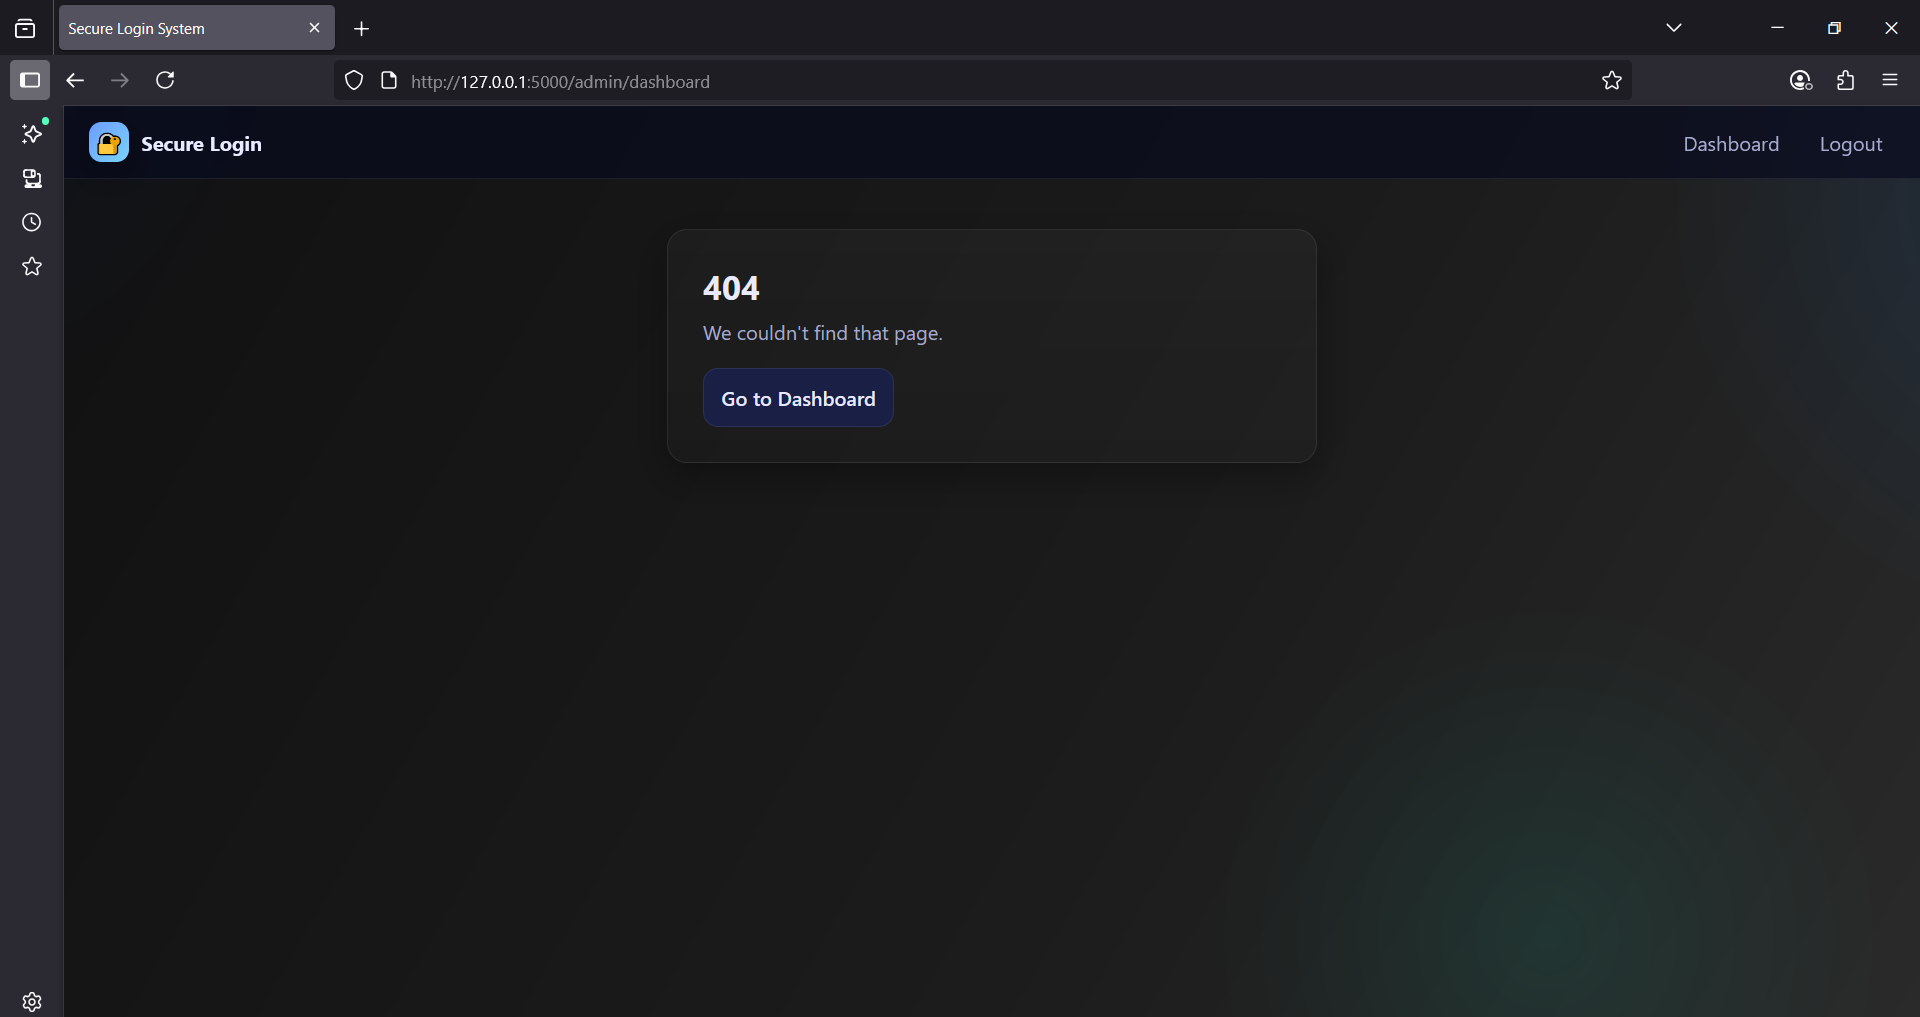 Secure Login System
http://127.0.0.1:5000/admin/dashboard
Secure Login
Dashboard
Logout
404
We couldn't find that page.
Go to Dashboard